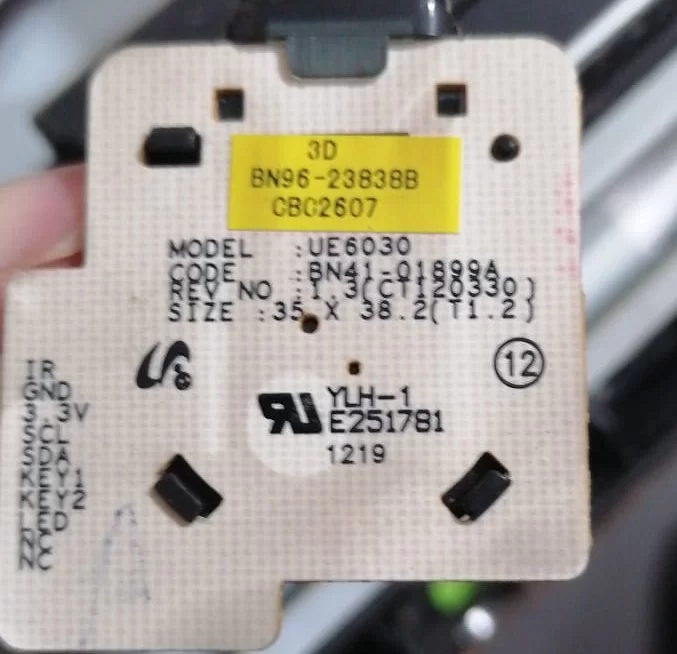 3D
BN96-23838B
CBC2607
MODEL :UE6030
CODE :BN41-01899A
REV NO :1.3(CT120330)
SIZE :35 X 38.2(T1.2)
12
YLH-1
E251781
1219
IR
GND
3.3V
SCL
SDA
KEY1
KEY2
LED
NC
NC